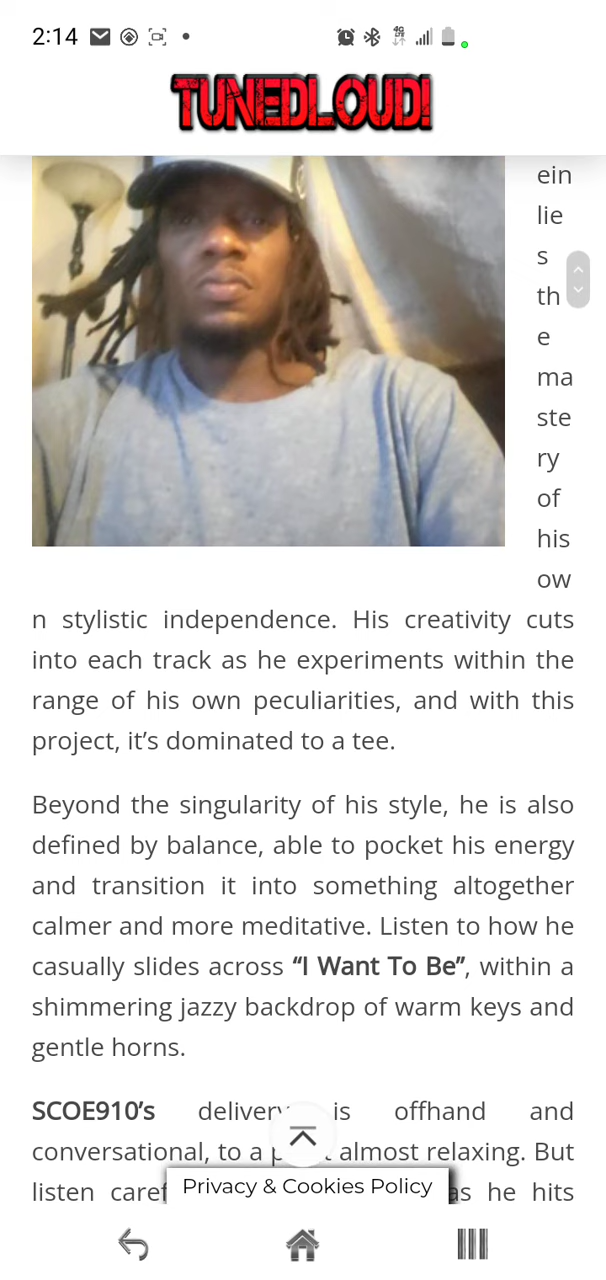 2:14
4G
TUNEDLOUD!
ein
lie
s
th
e
ma
ste
ry
of
his
ow
n stylistic independence. His creativity cuts
into each track as he experiments within the
range of his own peculiarities, and with this
project, it’s dominated to a tee.
Beyond the singularity of his style, he is also
defined by balance, able to pocket his energy
and transition it into something altogether
calmer and more meditative. Listen to how he
casually slides across “I Want To Be”, within a
shimmering jazzy backdrop of warm keys and
gentle horns.
SCOE910’s delivery is offhand and
conversational, to a almost relaxing. But
listen as he hits
Privacy & Cookies Policy